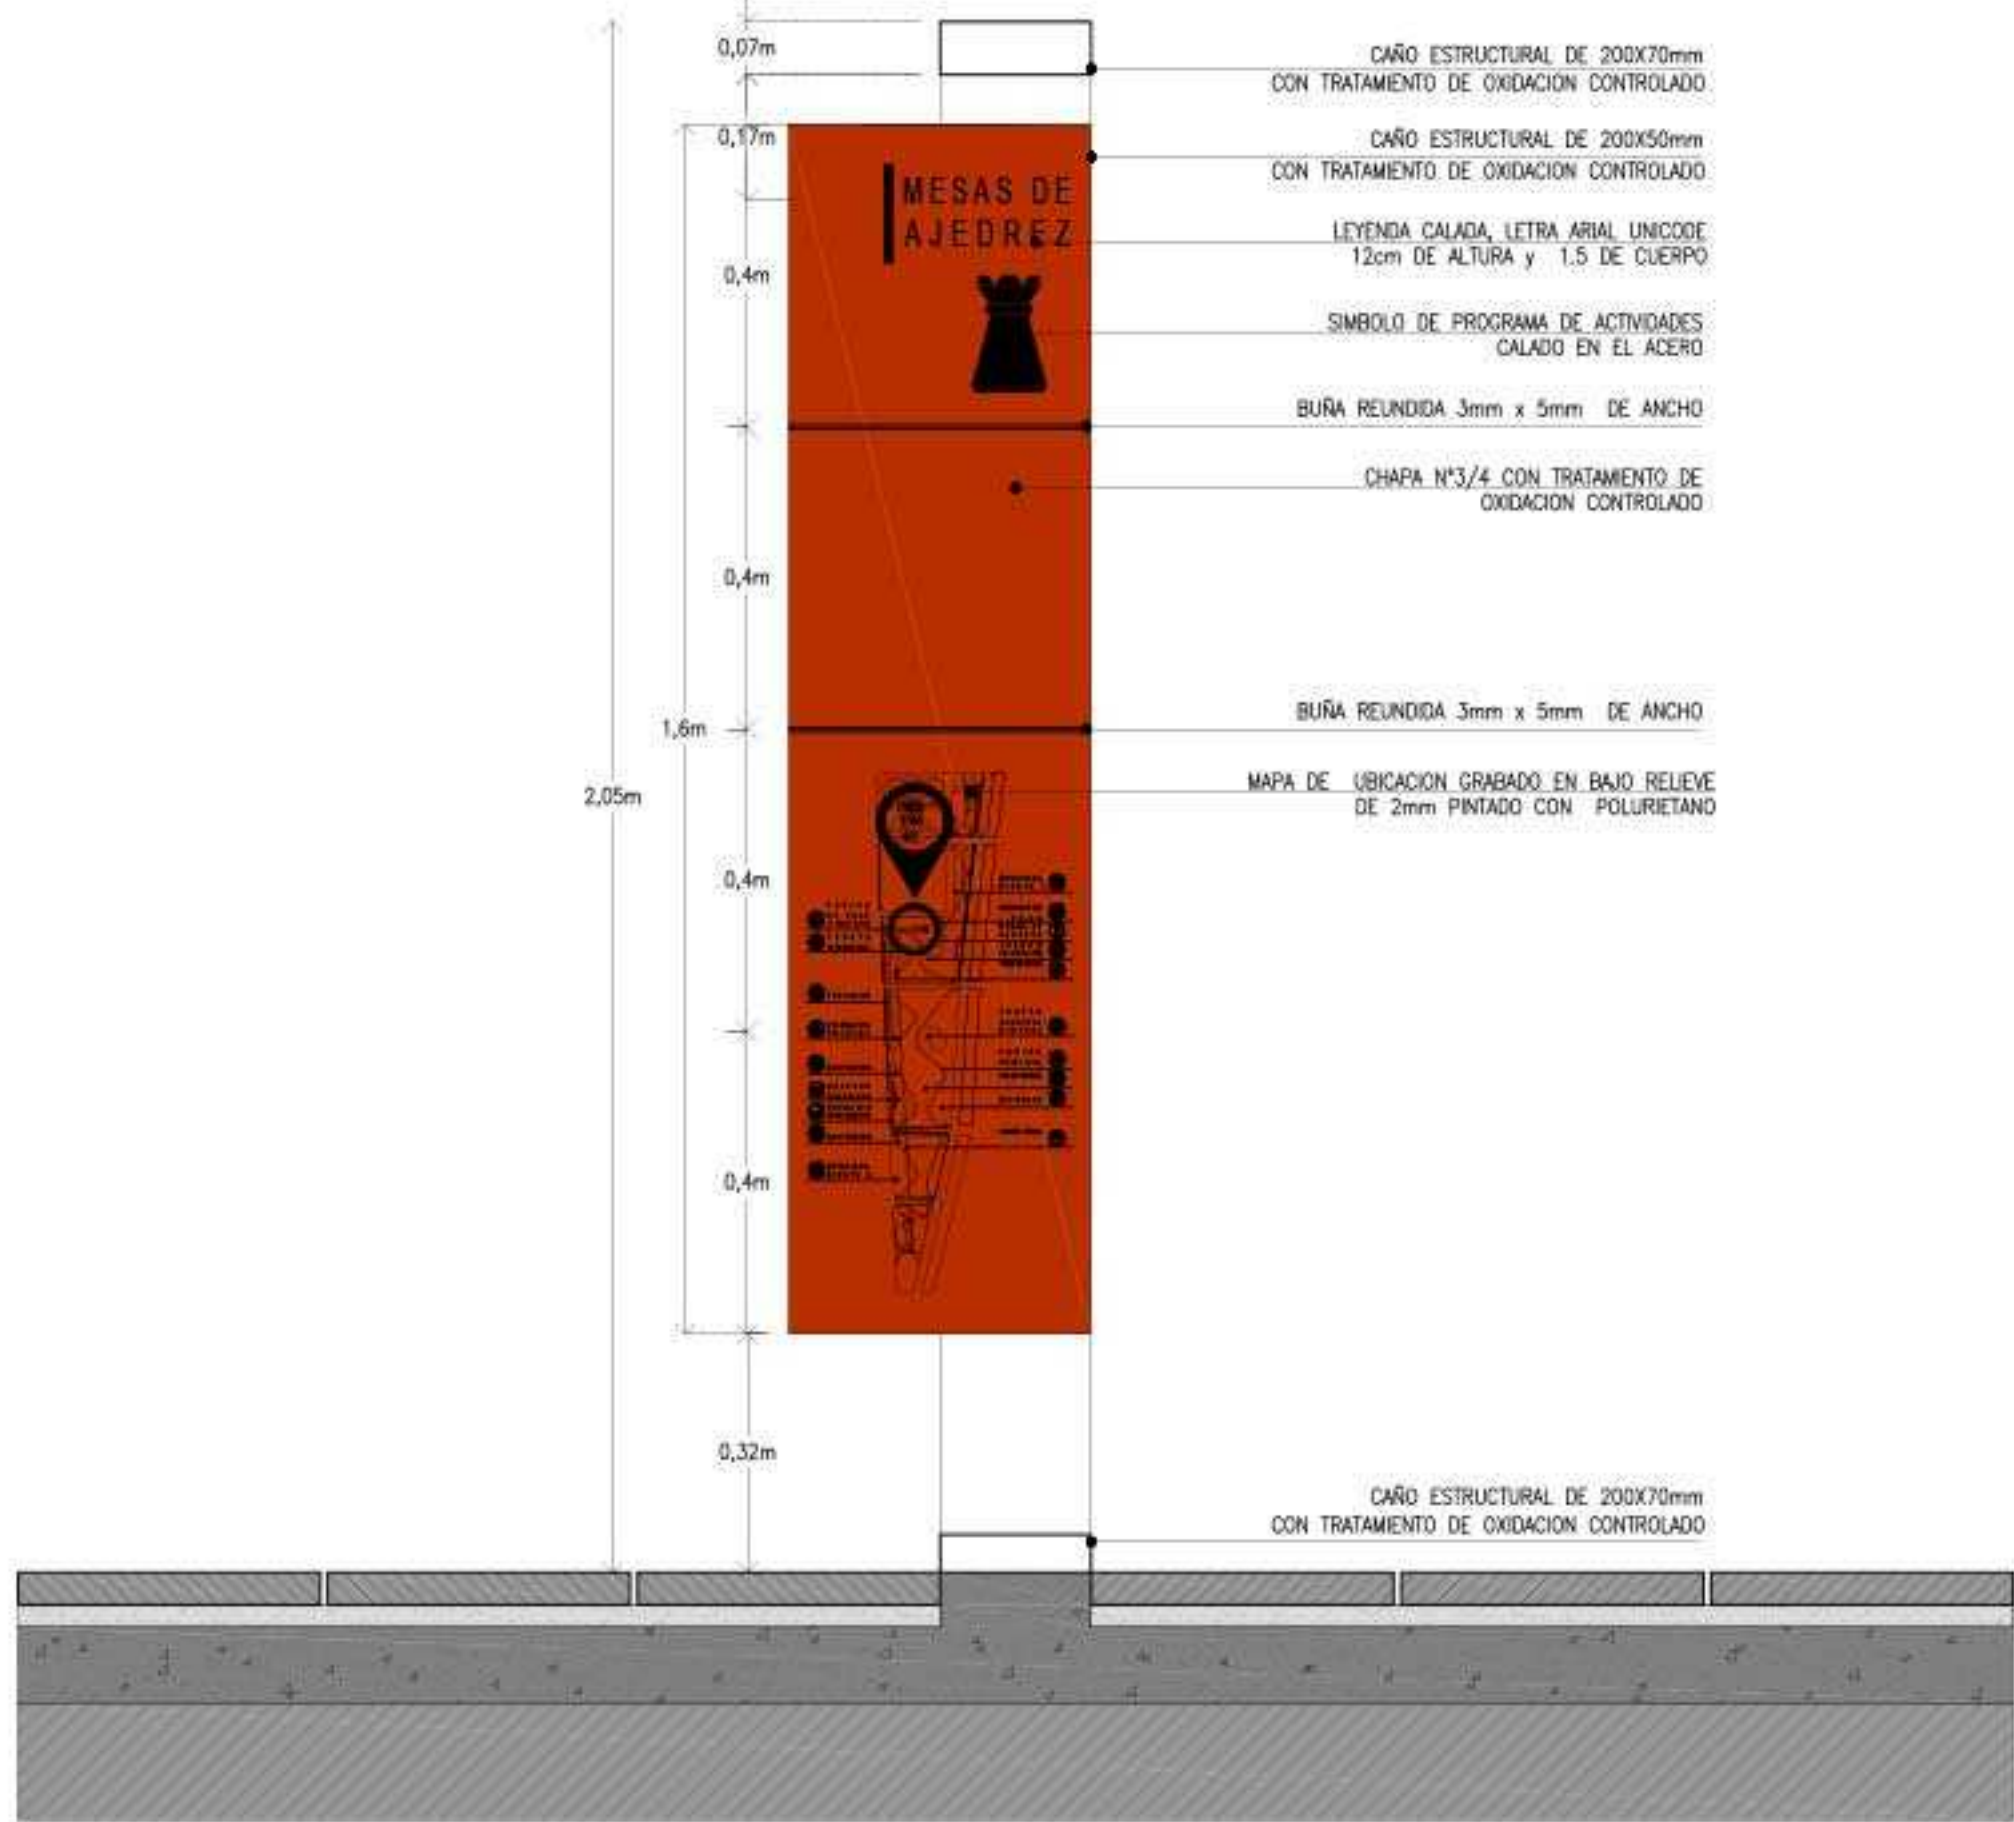 0,07m
CAÑO ESTRUCTURAL DE 200X70mm
CON TRATAMIENTO DE OXIDACION CONTROLADO
0,17m
CAÑO ESTRUCTURAL DE 200X50mm
CON TRATAMIENTO DE OXIDACION CONTROLADO
MESAS DE
AJEDREZ
LEYENDA CALADA, LETRA ARIAL UNICODE
12cm DE ALTURA y 1.5 DE CUERPO
0,4m
SIMBOLO DE PROGRAMA DE ACTIVIDADES
CALADO EN EL ACERO
BUÑA REUNDIDA 3mm x 5mm DE ANCHO
CHAPA N°3/4 CON TRATAMIENTO DE
OXIDACION CONTROLADO
0,4m
BUÑA REUNDIDA 3mm x 5mm DE ANCHO
1,6m
MAPA DE UBICACION GRABADO EN BAJO RELIEVE
DE 2mm PINTADO CON POLURIETANO
2,05m
0,4m
0,4m
0,32m
CAÑO ESTRUCTURAL DE 200X70mm
CON TRATAMIENTO DE OXIDACION CONTROLADO